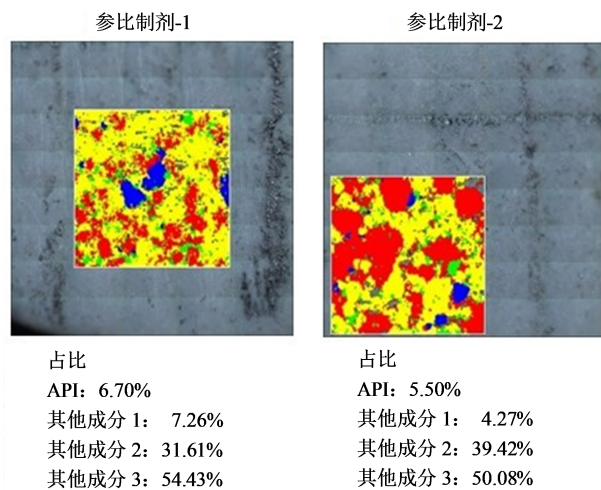 参比制剂-1
参比制剂-2
占比
API：6.70%
其他成分 1： 7.26%
其他成分 2：31.61%
其他成分 3：54.43%
占比
API：5.50%
其他成分 1： 4.27%
其他成分 2：39.42%
其他成分 3：50.08%